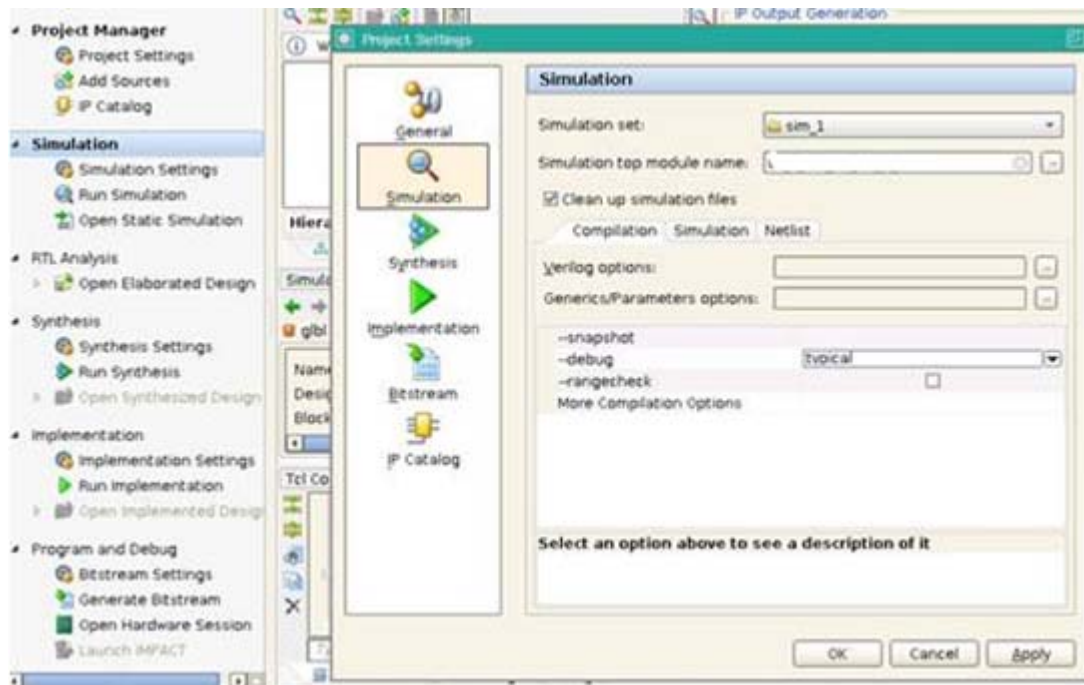 Project Manager
Project Settings
Add Sources
IP Catalog
Simulation
Simulation Settings
Run Simulation
Open Static Simulation
RTL Analysis
Open Elaborated Design
Synthesis
Synthesis Settings
Run Synthesis
Open Synthesized Design
Implementation
Implementation Settings
Run Implementation
Open Implemented Desig
Program and Debug
Bitstream Settings
Generate Bitstream
Open Hardware Session
Launch iMPACT
IP Output Generation
W
Hiera
Simula
glbl
Name
Desig
Block
Tcl Co
Project Settings
General
Simulation
Synthesis
Implementation
Bitstream
IP Catalog
Simulation
Simulation set: sim_1
Simulation top module name:
Clean up simulation files
Compilation Simulation Netlist
Verilog options:
Generics/Parameters options:
-snapshot
-debug typical
-rangecheck
More Compilation Options
Select an option above to see a description of it
OK Cancel Apply